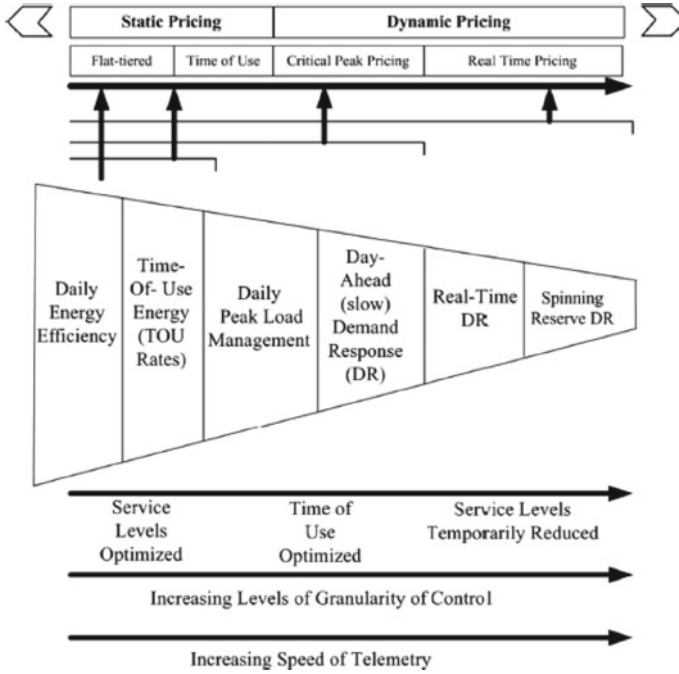 Static Pricing
Dynamic Pricing
Flat-tiered
Time of Use
Critical Peak Pricing
Real Time Pricing
Daily
Energy
Efficiency
Time-
Of- Use
Energy
(TOU
Rates)
Daily
Peak Load
Management
Day-
Ahead
(slow)
Demand
Response
(DR)
Real-Time
DR
Spinning
Reserve DR
Service
Levels
Optimized
Time of
Use
Optimized
Service Levels
Temporarily Reduced
Increasing Levels of Granularity of Control
Increasing Speed of Telemetry